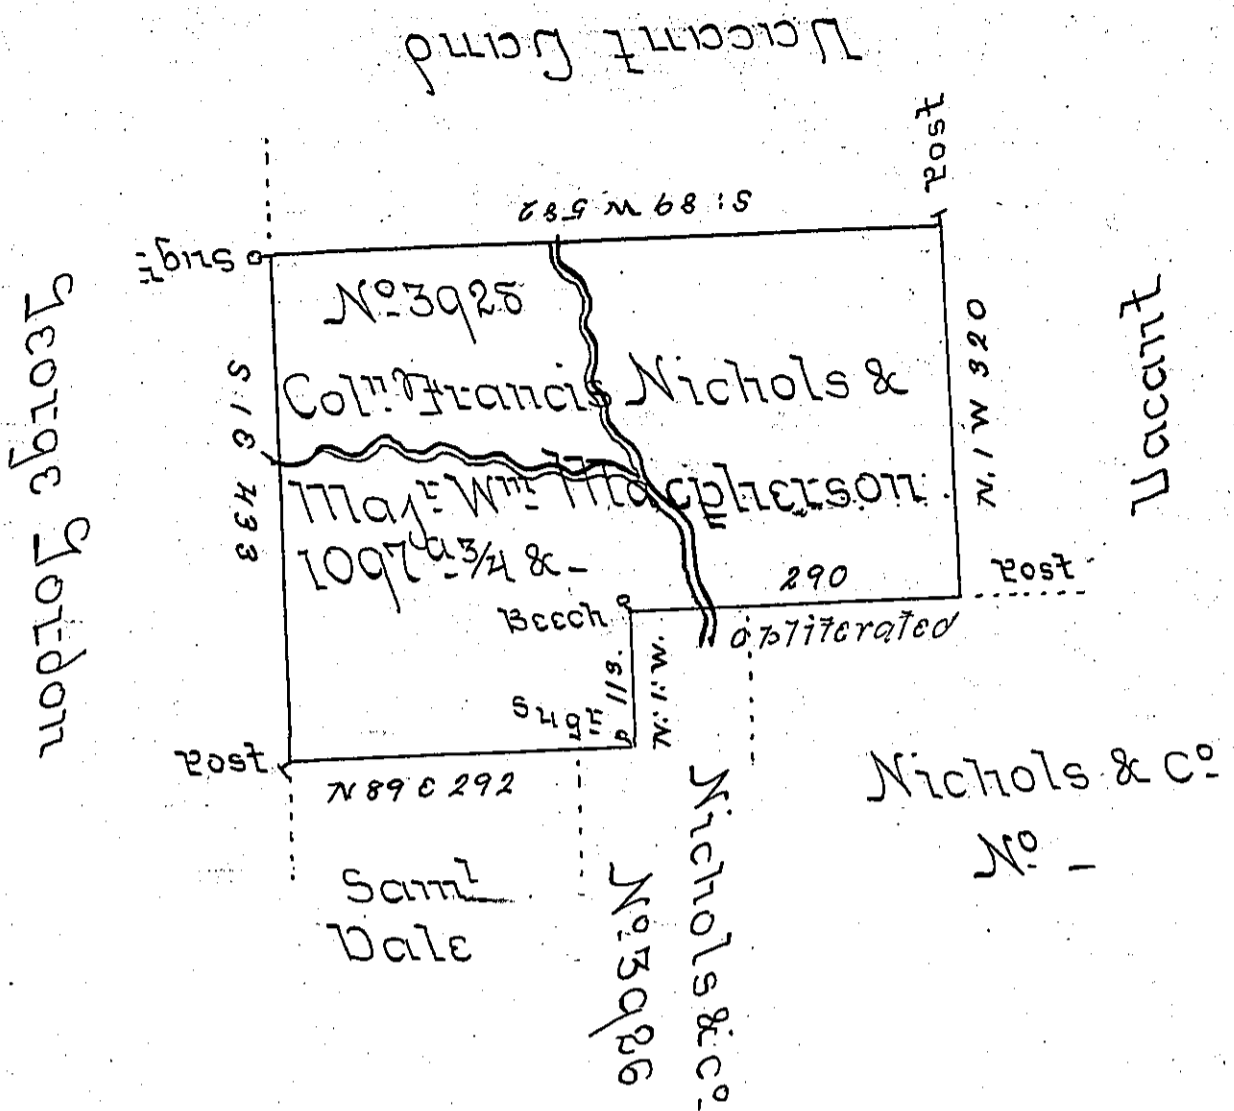 Vacant Land
Post
S: 89 W 582
Sugr
George Gordon
S 1 E 433
No 3925
Coln Francis Nichols &
Majr Wm Macpherson
1097 a 3/4 & -
N. 1 W 320
Vacant
290
Post
Beech
obliterated
N. 1. W. 113.
Sugr
Post
N 89 E 292
Saml
Dale
Nichols & Co
No 3926
Nichols & Co
No -